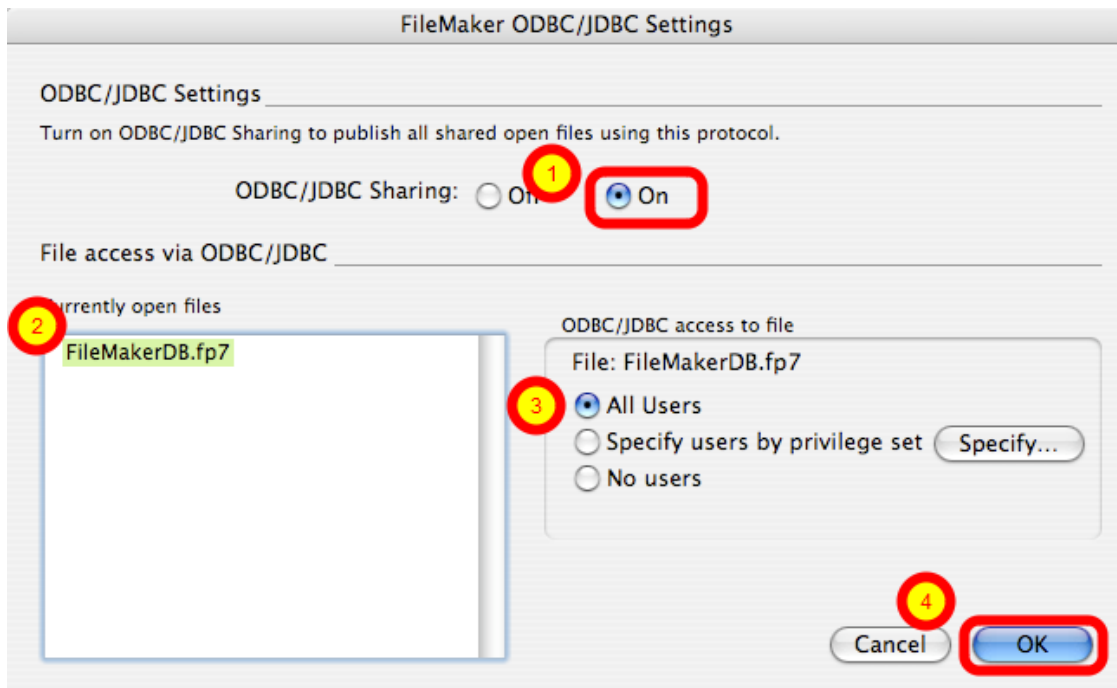 FileMaker ODBC/JDBC Settings
ODBC/JDBC Settings
Turn on ODBC/JDBC Sharing to publish all shared open files using this protocol.
1
ODBC/JDBC Sharing: Off On
File access via ODBC/JDBC
Currently open files
2
FileMakerDB.fp7
ODBC/JDBC access to file
File: FileMakerDB.fp7
3
All Users
Specify users by privilege set Specify...
No users
4
Cancel OK